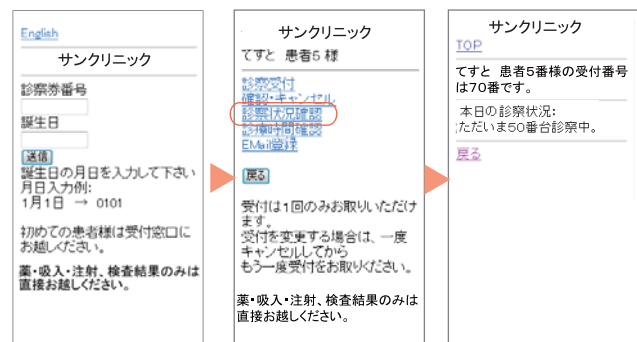 English
サンクリニック
診察券番号
誕生日
送信
誕生日の月日を入力して下さい
月日入力例:
1月1日 → 0101
初めての患者様は受付窓口に
お越しください。
薬・吸入・注射、検査結果のみは
直接お越しください。
サンクリニック
てすと 患者5 様
診察受付
確認・キャンセル
診察状況確認
診療時間確認
EMail登録
戻る
受付は1回のみお取りいただけ
ます。
受付を変更する場合は、一度
キャンセルしてから
もう一度受付をお取りください。
薬・吸入・注射、検査結果のみは
直接お越しください。
サンクリニック
TOP
てすと 患者5番様の受付番号
は70番です。
本日の診察状況:
ただいま50番台診察中。
戻る